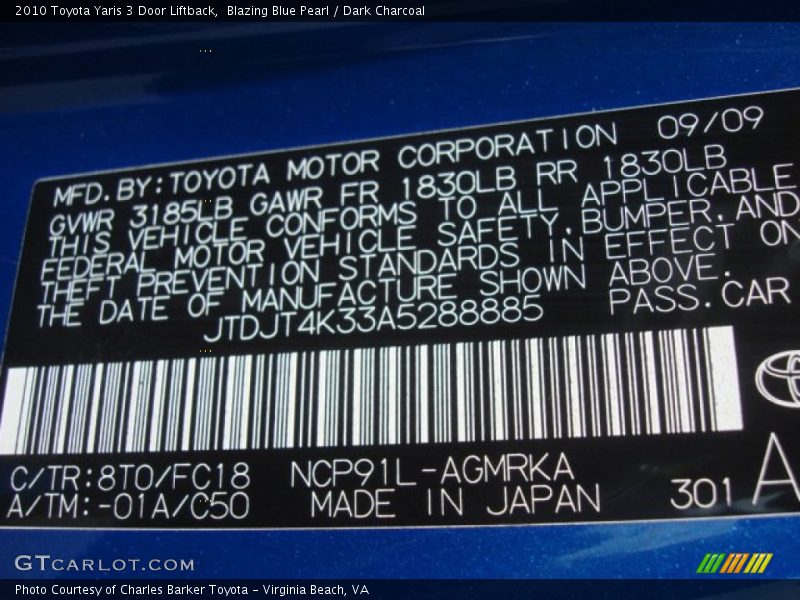 2010 Toyota Yaris 3 Door Liftback,  Blazing Blue Pearl / Dark Charcoal
MFD.BY:TOYOTA MOTOR CORPORATION 09/09
GVWR 3185LB GAWR FR 1830LB RR 1830LB
THIS VEHICLE CONFORMS TO ALL APPLICABLE
FEDERAL MOTOR VEHICLE SAFETY,BUMPER,AND
THEFT PREVENTION STANDARDS IN EFFECT ON
THE DATE OF MANUFACTURE SHOWN ABOVE.
JTDJT4K33A5288885 PASS.CAR
C/TR:8T0/FC18 NCP91L-AGMRKA
A/TM:-01A/C50 MADE IN JAPAN 301 A
GTCARLOT.COM
Photo Courtesy of Charles Barker Toyota - Virginia Beach, VA